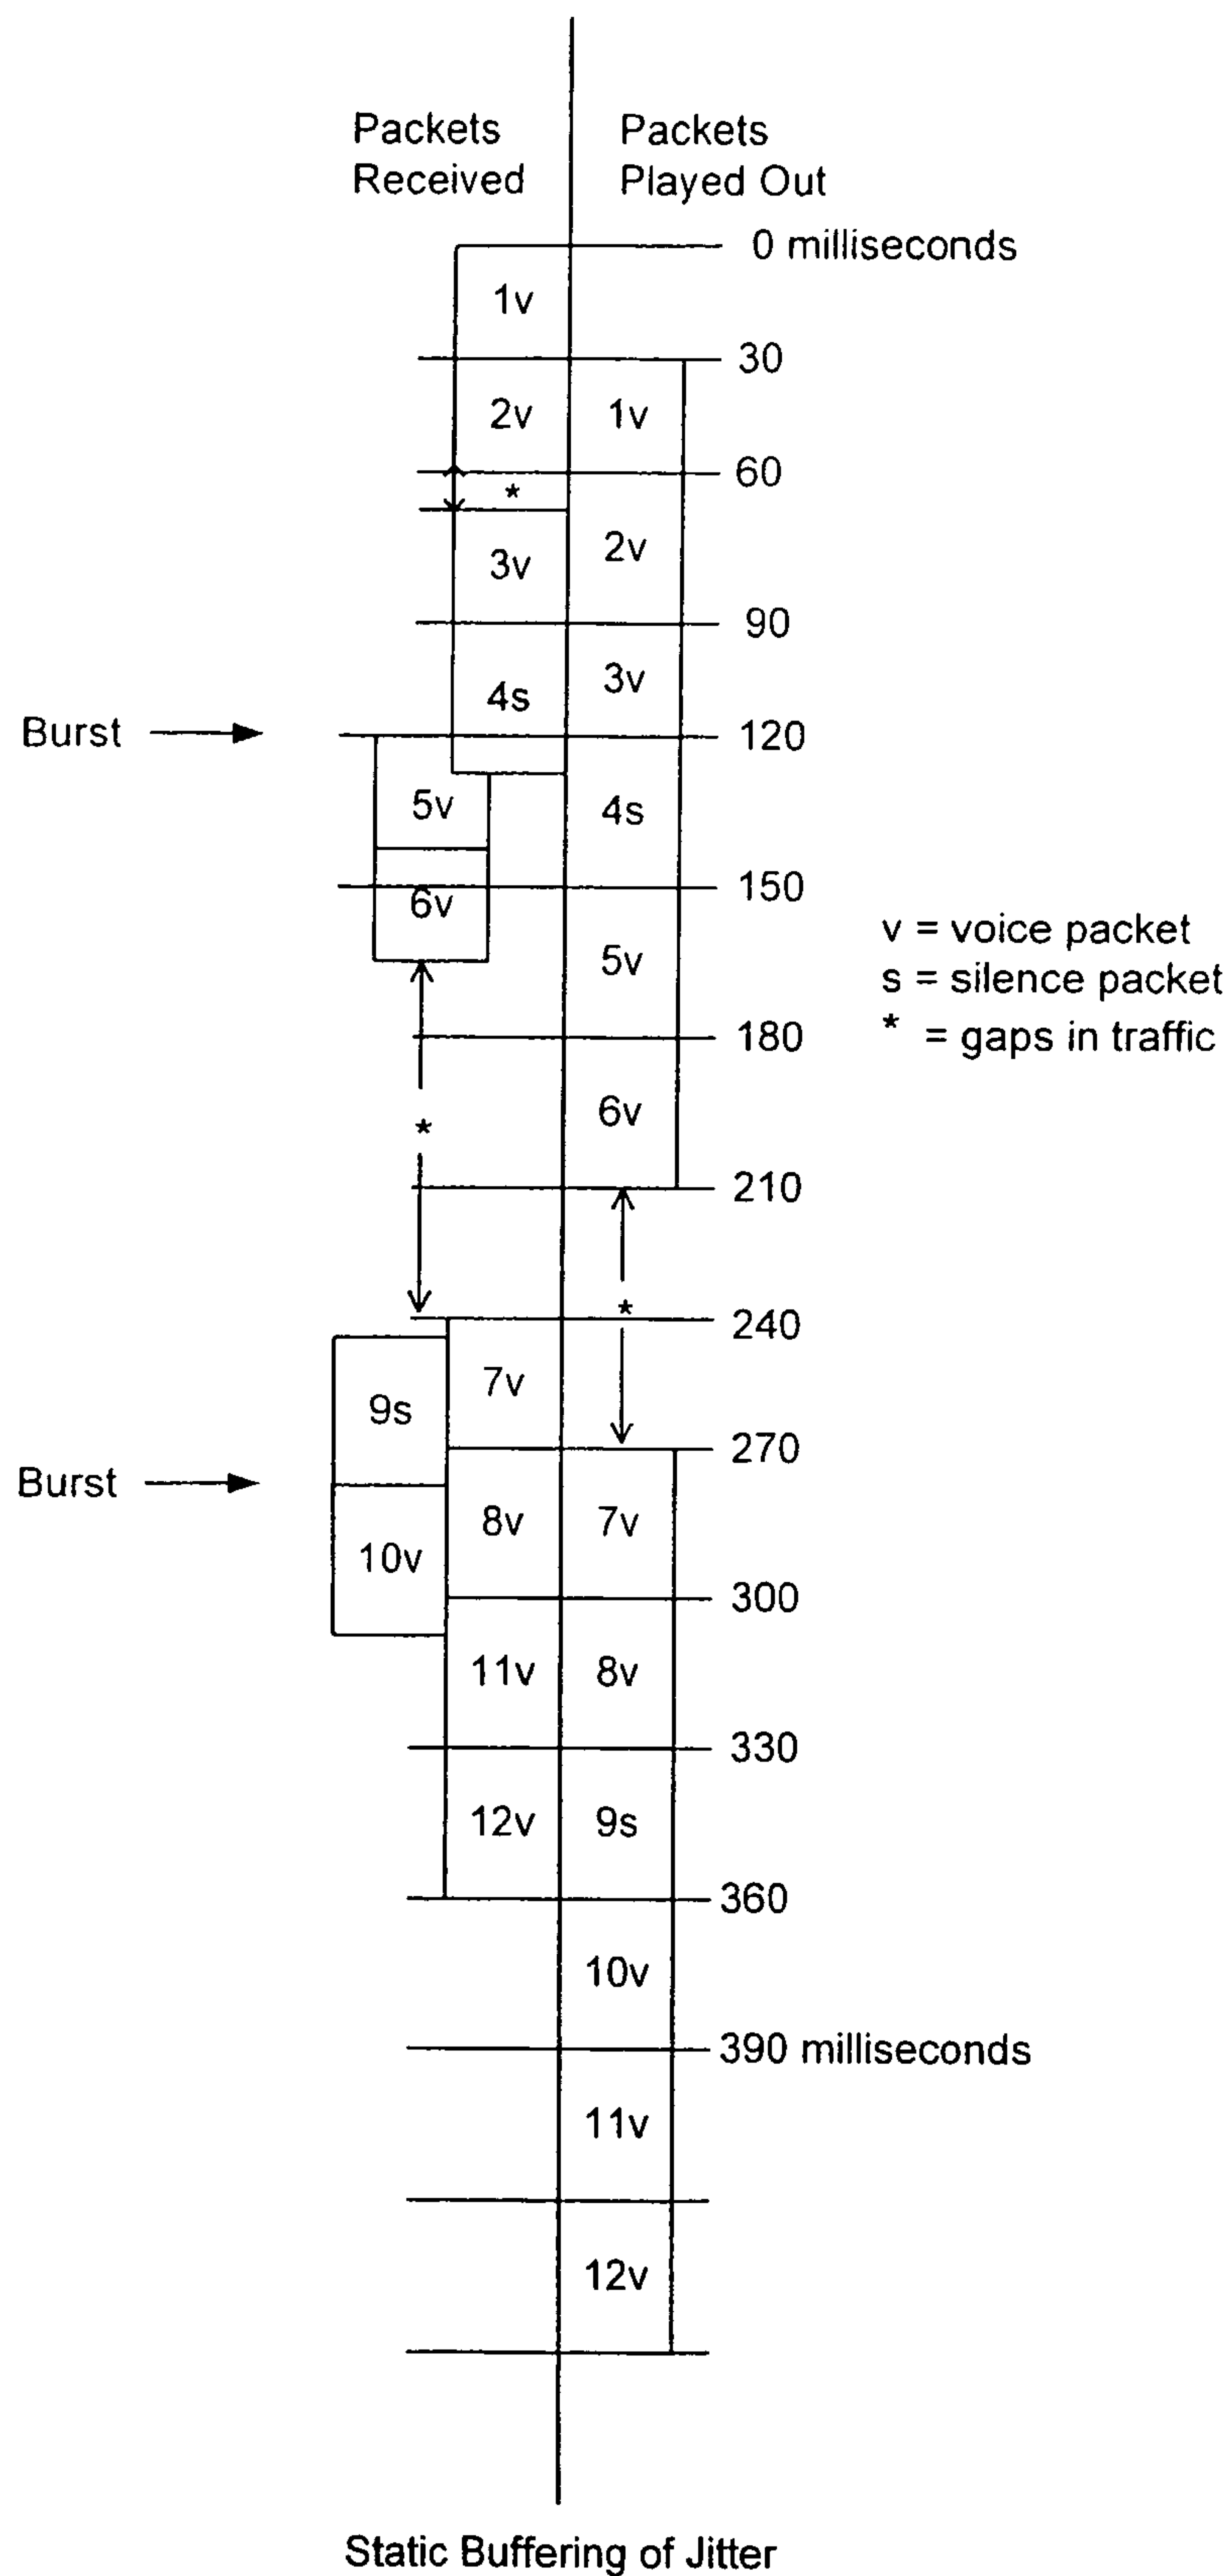 Packets Received
Packets Played Out
0 milliseconds
1v
30
2v
1v
60
*
2v
3v
90
3v
4s
Burst
120
5v
4s
150
6v
v = voice packet
5v
s = silence packet
180
* = gaps in traffic
6v
*
210
*
240
7v
9s
270
Burst
8v
7v
10v
300
11v
8v
330
12v
9s
360
10v
390 milliseconds
11v
12v
Static Buffering of Jitter